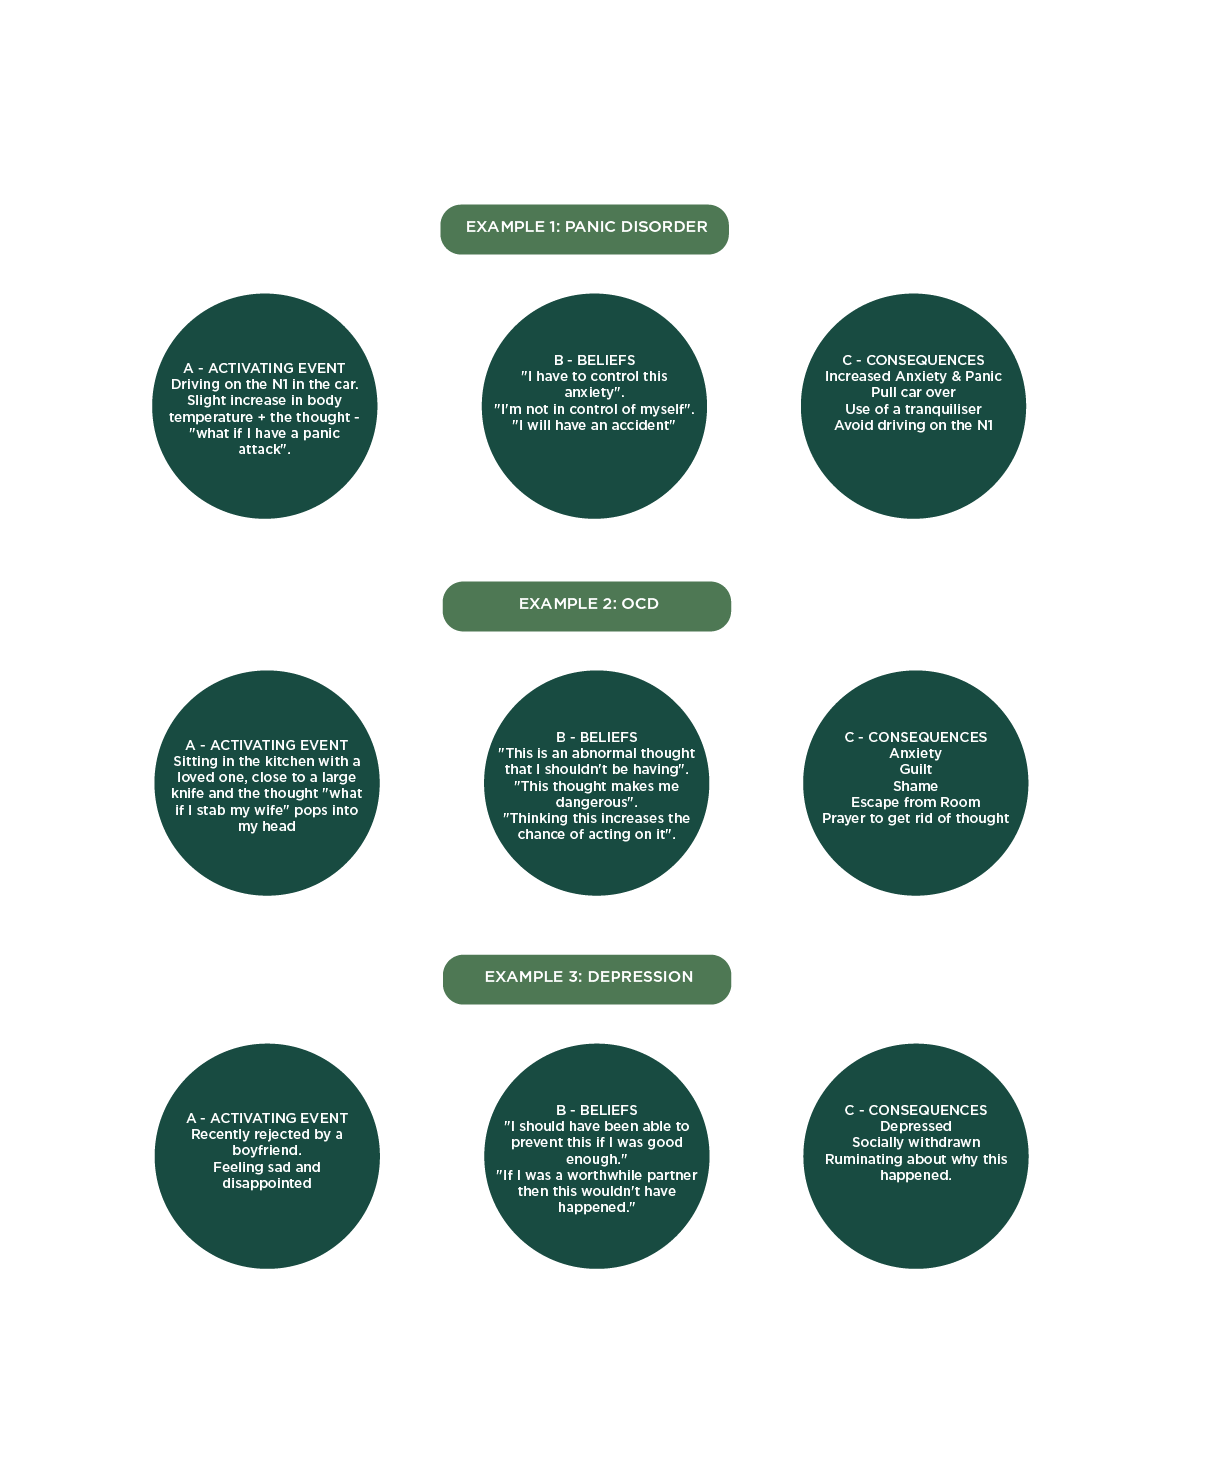 EXAMPLE 1: PANIC DISORDER
A - ACTIVATING EVENT
Driving on the N1 in the car.
Slight increase in body
temperature + the thought -
"what if I have a panic
attack".
B - BELIEFS
"I have to control this
anxiety".
"I'm not in control of myself".
"I will have an accident"
C - CONSEQUENCES
Increased Anxiety & Panic
Pull car over
Use of a tranquiliser
Avoid driving on the N1
EXAMPLE 2: OCD
A - ACTIVATING EVENT
Sitting in the kitchen with a
loved one, close to a large
knife and the thought "what
if I stab my wife" pops into
my head
B - BELIEFS
"This is an abnormal thought
that I shouldn't be having".
"This thought makes me
dangerous".
"Thinking this increases the
chance of acting on it".
C - CONSEQUENCES
Anxiety
Guilt
Shame
Escape from Room
Prayer to get rid of thought
EXAMPLE 3: DEPRESSION
A - ACTIVATING EVENT
Recently rejected by a
boyfriend.
Feeling sad and
disappointed
B - BELIEFS
"I should have been able to
prevent this if I was good
enough."
"If I was a worthwhile partner
then this wouldn't have
happened."
C - CONSEQUENCES
Depressed
Socially withdrawn
Ruminating about why this
happened.